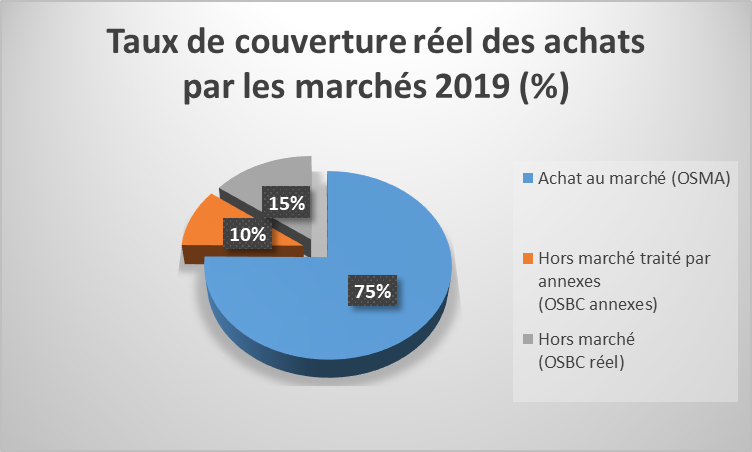 Taux de couverture réel des achats
par les marchés 2019 (%)
15%
10%
75%
Achat au marché (OSMA)
Hors marché traité par
annexes
(OSBC annexes)
Hors marché
(OSBC réel)